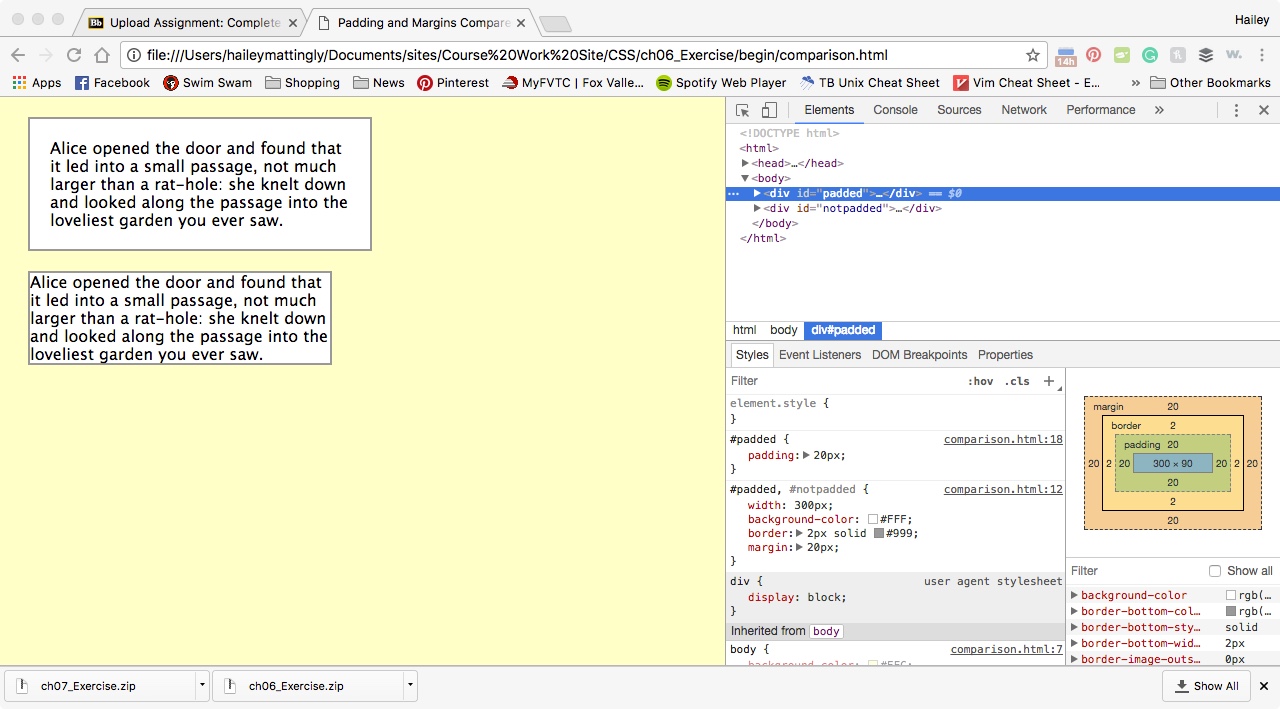 Bb Upload Assignment: Complete
Padding and Margins Compare
Hailey
file:///Users/haileymattingly/Documents/sites/Course%20Work%20Site/CSS/ch06_Exercise/begin/comparison.html
14h
w.
Apps Facebook Swim Swam Shopping News Pinterest MyFVTC | Fox Valle... Spotify Web Player TB Unix Cheat Sheet Vim Cheat Sheet - E... » Other Bookmarks
Alice opened the door and found that
it led into a small passage, not much
larger than a rat-hole: she knelt down
and looked along the passage into the
loveliest garden you ever saw.
Alice opened the door and found that
it led into a small passage, not much
larger than a rat-hole: she knelt down
and looked along the passage into the
loveliest garden you ever saw.
Elements Console Sources Network Performance »
<!DOCTYPE html>
<html>
▶<head>…</head>
▼<body>
… ▶<div id="padded">…</div> == $0
▶<div id="notpadded">…</div>
</body>
</html>
html body div#padded
Styles Event Listeners DOM Breakpoints Properties
Filter :hov .cls +
element.style {
}
#padded { comparison.html:18
padding:▶ 20px;
}
#padded, #notpadded { comparison.html:12
width: 300px;
background-color: #FFF;
border:▶ 2px solid #999;
margin:▶ 20px;
}
div { user agent stylesheet
display: block;
}
Inherited from body
body { comparison.html:7
background-color: #FFC;
margin 20
border 2
padding 20
20 2 20 300 × 90 20 2 20
20
2
20
Filter Show all
▶ background-color rgb(…
▶ border-bottom-col… rgb(…
▶ border-bottom-sty… solid
▶ border-bottom-wid… 2px
▶ border-image-outs… 0px
ch07_Exercise.zip ch06_Exercise.zip Show All